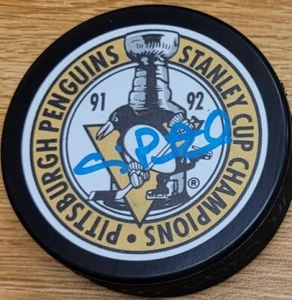 PITTSBURGH PENGUINS
STANLEY CUP CHAMPIONS
91 92
®